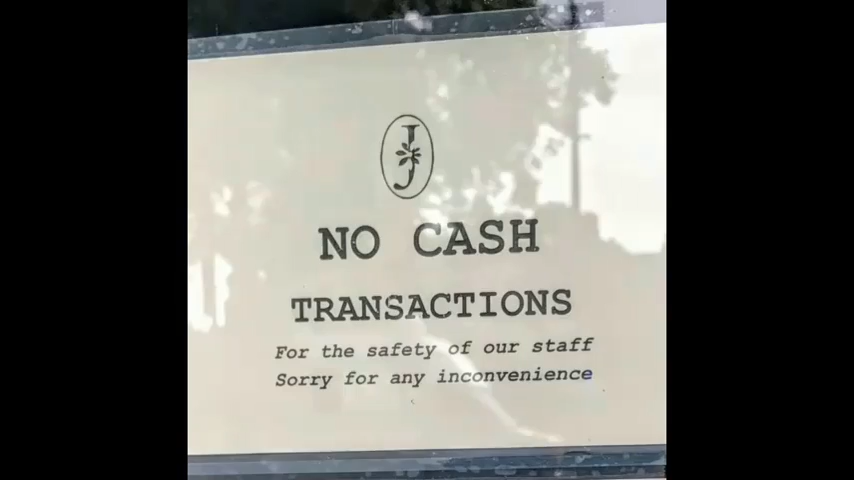 J
NO CASH
TRANSACTIONS
For the safety of our staff
Sorry for any inconvenience